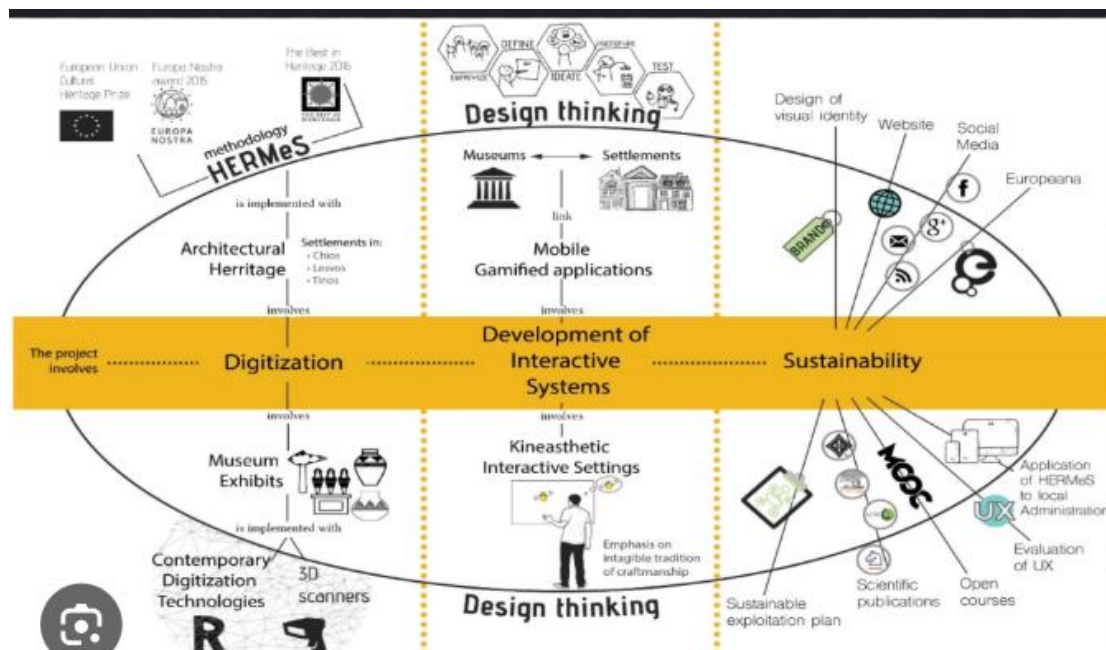 European Union
Cultural
Heritage Prize
Europa Nostra
award 2015
EUROPA
NOSTRA
The Best in
Heritage 2016
methodology
HERMeS
is implemented with
Architectural
Herritage
Settlements in:
• Chios
• Lesvos
• Tinos
involves
EMPATHIZE
DEFINE
IDEATE
PROTOTYPE
TEST
Design thinking
Museums
Settlements
link
Mobile
Gamified applications
involves
Design of
visual identity
Website
Social
Media
Europeana
BRAND
f
g+
e
The project
involves
Digitization
Development of
Interactive
Systems
Sustainability
involves
Museum
Exhibits
is implemented with
Contemporary
Digitization
Technologies
3D
scanners
R
involves
Kineasthetic
Interactive Settings
Emphasis on
intagible tradition
of craftmanship
Design thinking
MOOC
UX
Application
of HERMeS
to local
Administration
Evaluation
of UX
Open
courses
Scientific
publications
Sustainable
exploitation plan